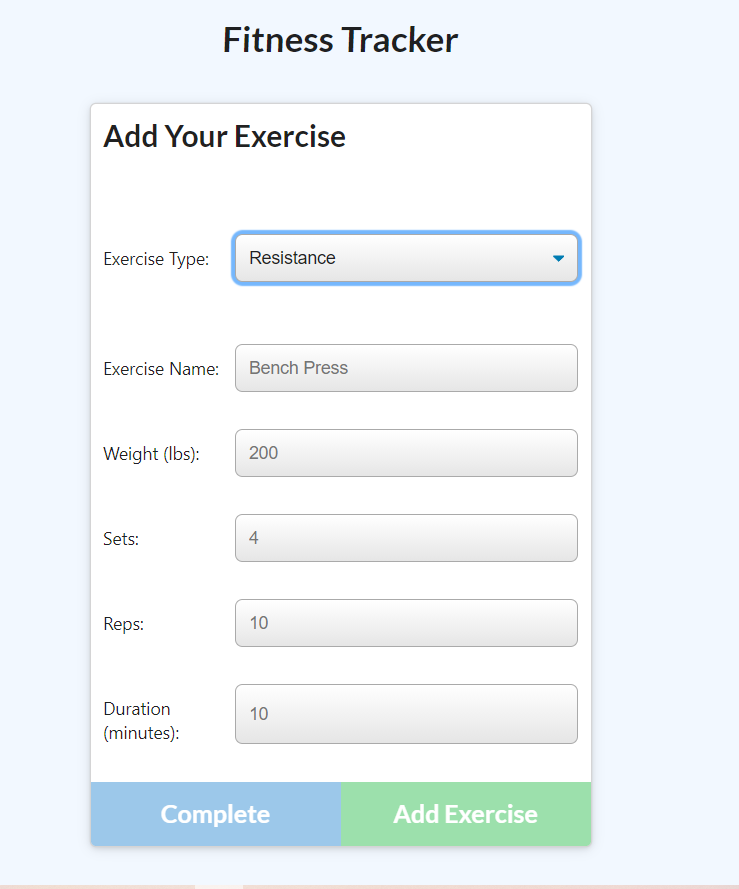 Fitness Tracker
Add Your Exercise
Exercise Type: Resistance
Exercise Name: Bench Press
Weight (lbs): 200
Sets: 4
Reps: 10
Duration
(minutes): 10
Complete Add Exercise